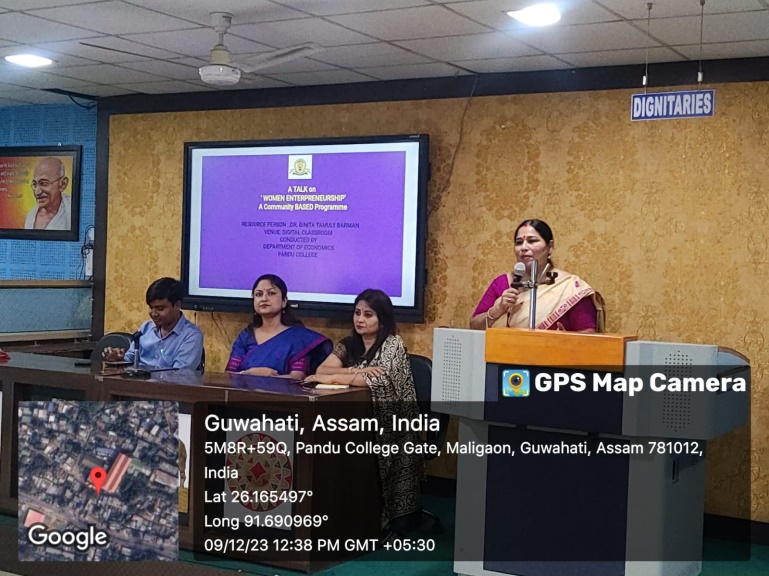 DIGNITARIES
A TALK on
'WOMEN ENTERPRENEURSHIP'
A Community BASED Programme
RESOURCE PERSON : DR. BINITA TAMULY BARMAN
VENUE: DIGITAL CLASSROOM
CONDUCTED BY
DEPARTMENT OF ECONOMICS
PANDU COLLEGE
GPS Map Camera
Guwahati, Assam, India
5M8R+59Q, Pandu College Gate, Maligaon, Guwahati, Assam 781012,
India
Lat 26.165497°
Long 91.690969°
09/12/23 12:38 PM GMT +05:30
Google